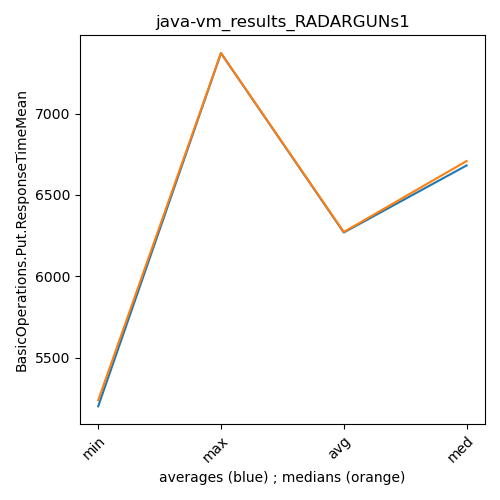 java-vm_results_RADARGUNs1
BasicOperations.Put.ResponseTimeMean
7000
6500
6000
5500
min
max
avg
med
averages (blue) ; medians (orange)